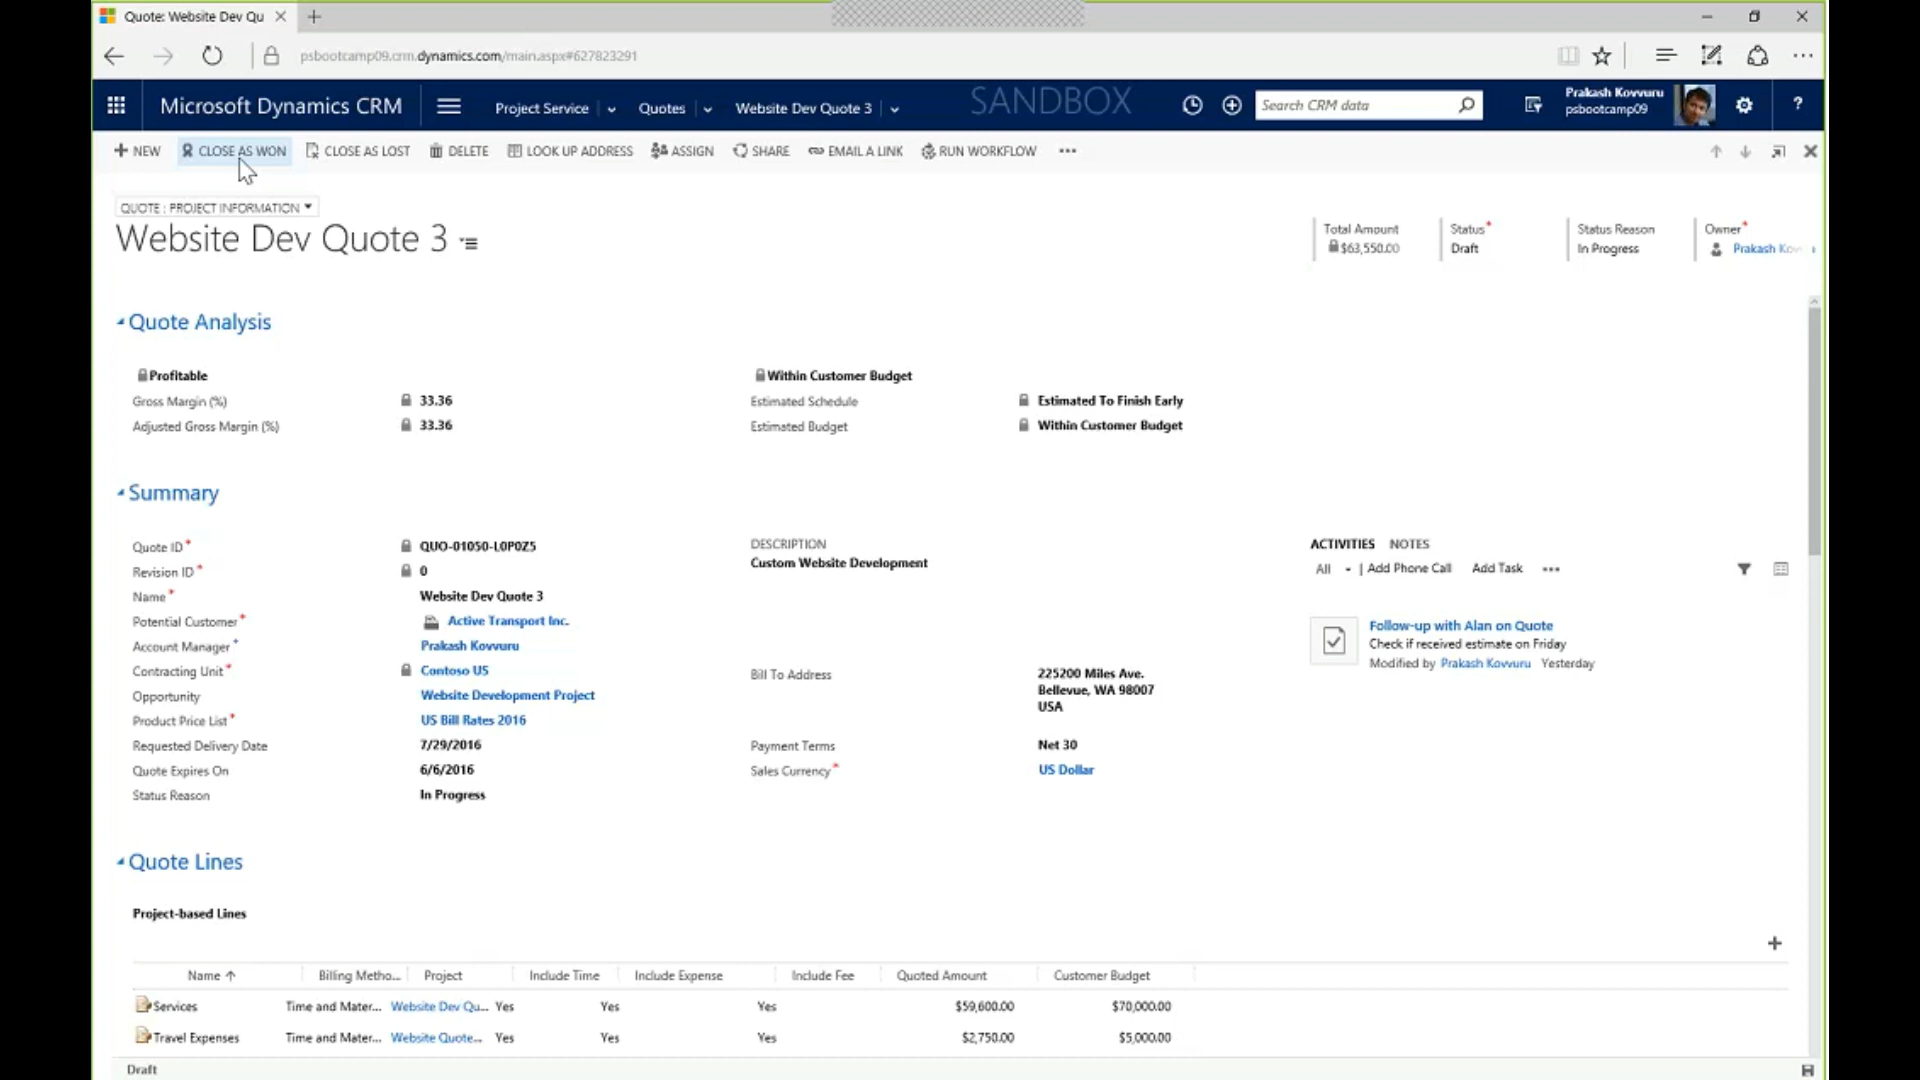 Quote: Website Dev Qu
psbootcamp09.crm.dynamics.com/main.aspx#627823291
Microsoft Dynamics CRM Project Service Quotes Website Dev Quote 3 SANDBOX Search CRM data Prakash Kovvuru ?
psbootcamp09
NEW CLOSE AS WON CLOSE AS LOST DELETE LOOK UP ADDRESS ASSIGN SHARE EMAIL A LINK RUN WORKFLOW ...
QUOTE : PROJECT INFORMATION
Website Dev Quote 3
Total Amount Status* Status Reason Owner*
$63,550.00 Draft In Progress Prakash Kov
Quote Analysis
Profitable Within Customer Budget
Gross Margin (%) 33.36 Estimated Schedule Estimated To Finish Early
Adjusted Gross Margin (%) 33.36 Estimated Budget Within Customer Budget
Summary
Quote ID* QUO-01050-L0P0Z5 DESCRIPTION ACTIVITIES NOTES
Revision ID* 0 Custom Website Development All | Add Phone Call Add Task ...
Name* Website Dev Quote 3
Potential Customer* Active Transport Inc. Follow-up with Alan on Quote
Account Manager+ Prakash Kovvuru Check if received estimate on Friday
Contracting Unit* Contoso US Bill To Address 225200 Miles Ave. Modified by Prakash Kovvuru Yesterday
Opportunity Website Development Project Bellevue, WA 98007
Product Price List* US Bill Rates 2016 USA
Requested Delivery Date 7/29/2016 Payment Terms Net 30
Quote Expires On 6/6/2016 Sales Currency* US Dollar
Status Reason In Progress
Quote Lines
Project-based Lines
Name Billing Metho... Project Include Time Include Expense Include Fee Quoted Amount Customer Budget
Services Time and Mater... Website Dev Qu... Yes Yes Yes $59,600.00 $70,000.00
Travel Expenses Time and Mater... Website Quote... Yes Yes Yes $2,750.00 $5,000.00
Draft